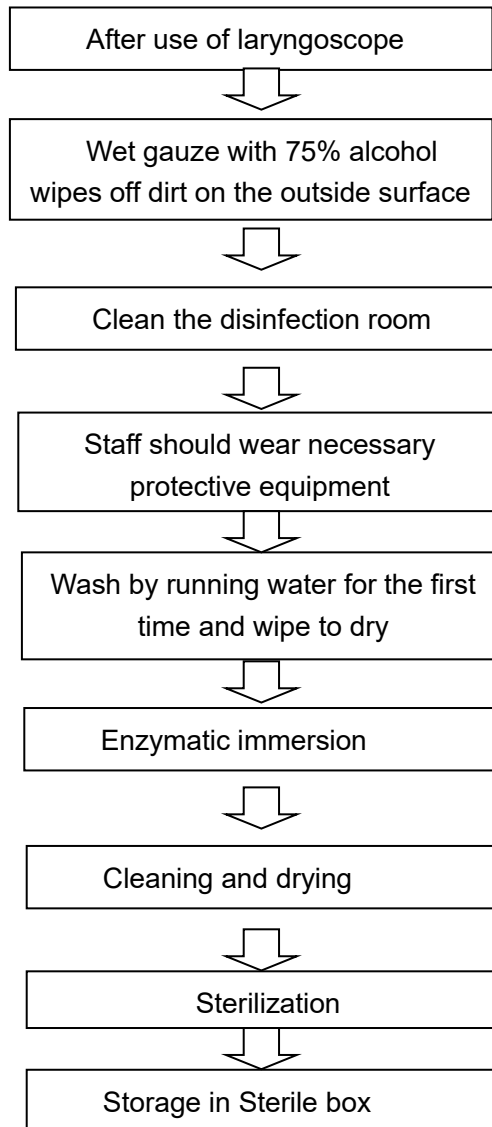 After use of laryngoscope
Wet gauze with 75% alcohol
wipes off dirt on the outside surface
Clean the disinfection room
Staff should wear necessary
protective equipment
Wash by running water for the first
time and wipe to dry
Enzymatic immersion
Cleaning and drying
Sterilization
Storage in Sterile box